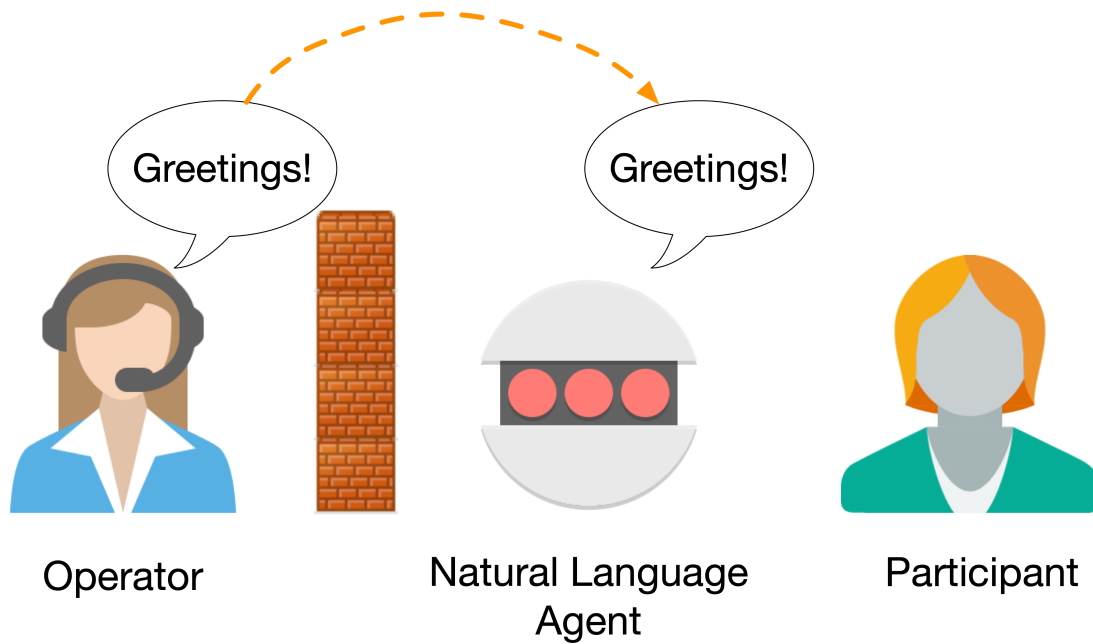 Greetings!
Greetings!
Operator
Natural Language
Agent
Participant